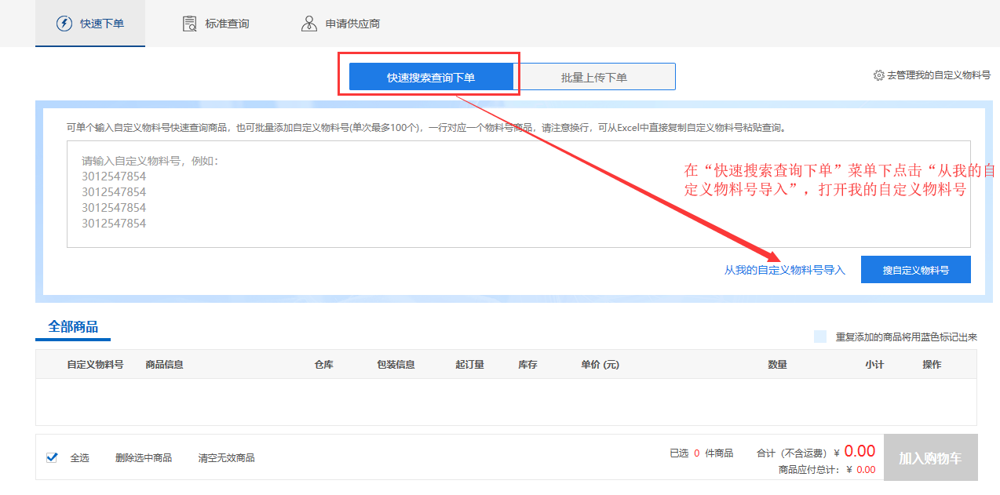 快速下单
标准查询
申请供应商
快速搜索查询下单
批量上传下单
去管理我的自定义物料号
可单个输入自定义物料号快速查询商品，也可批量添加自定义物料号(单次最多100个)，一行对应一个物料号商品，请注意换行，可从Excel中直接复制自定义物料号粘贴查询。
请输入自定义物料号，例如：
3012547854
3012547854
3012547854
3012547854
在“快速搜索查询下单”菜单下点击“从我的自
定义物料号导入”，打开我的自定义物料号
从我的自定义物料号导入
搜自定义物料号
全部商品
重复添加的商品将用蓝色标记出来
自定义物料号 商品信息 仓库 包装信息 起订量 库存 单价 (元) 数量 小计 操作
全选 删除选中商品 清空无效商品
已选 0 件商品 合计（不含运费）￥ 0.00
商品应付总计：￥ 0.00
加入购物车